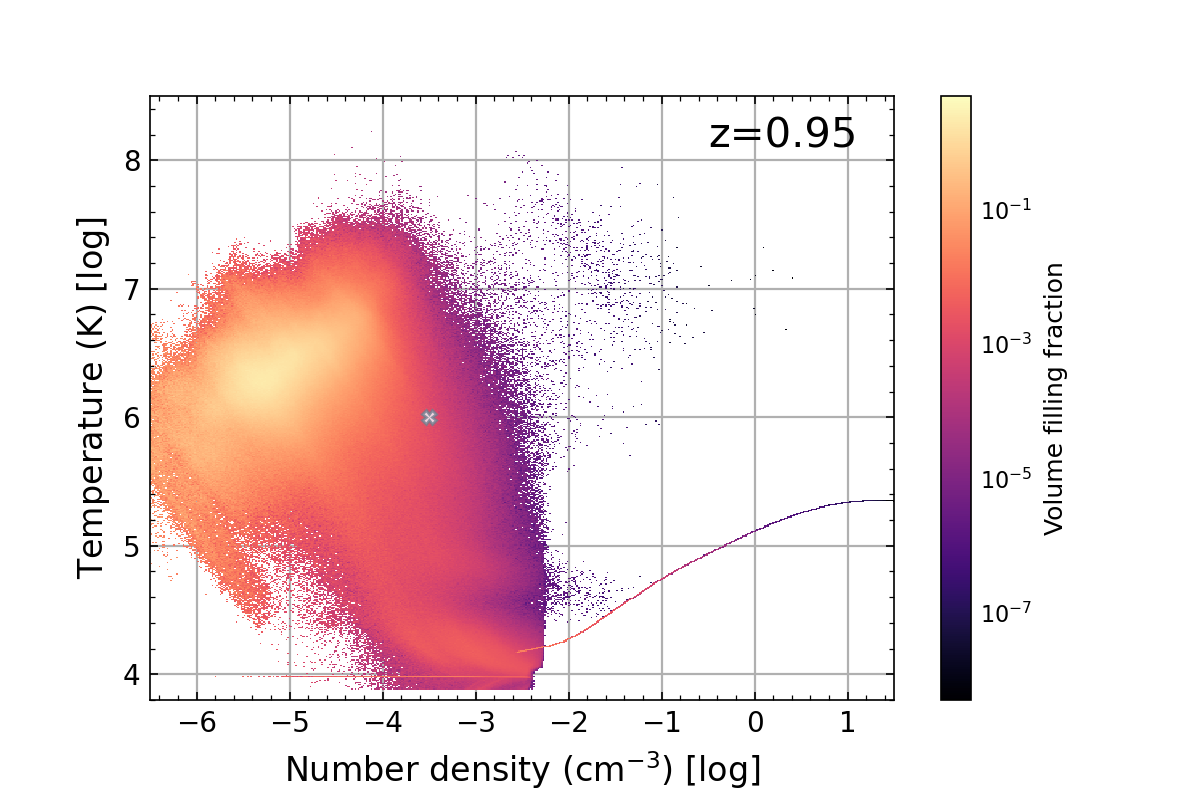 z=0.95
Temperature (K) [log]
8
7
6
5
4
−6 −5 −4 −3 −2 −1 0 1
Number density (cm⁻³) [log]
10⁻¹
10⁻³
10⁻⁵
10⁻⁷
Volume filling fraction